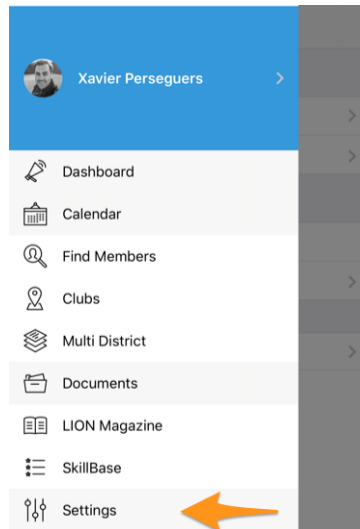 Xavier Perseguers
Dashboard
Calendar
Find Members
Clubs
Multi District
Documents
LION Magazine
SkillBase
Settings